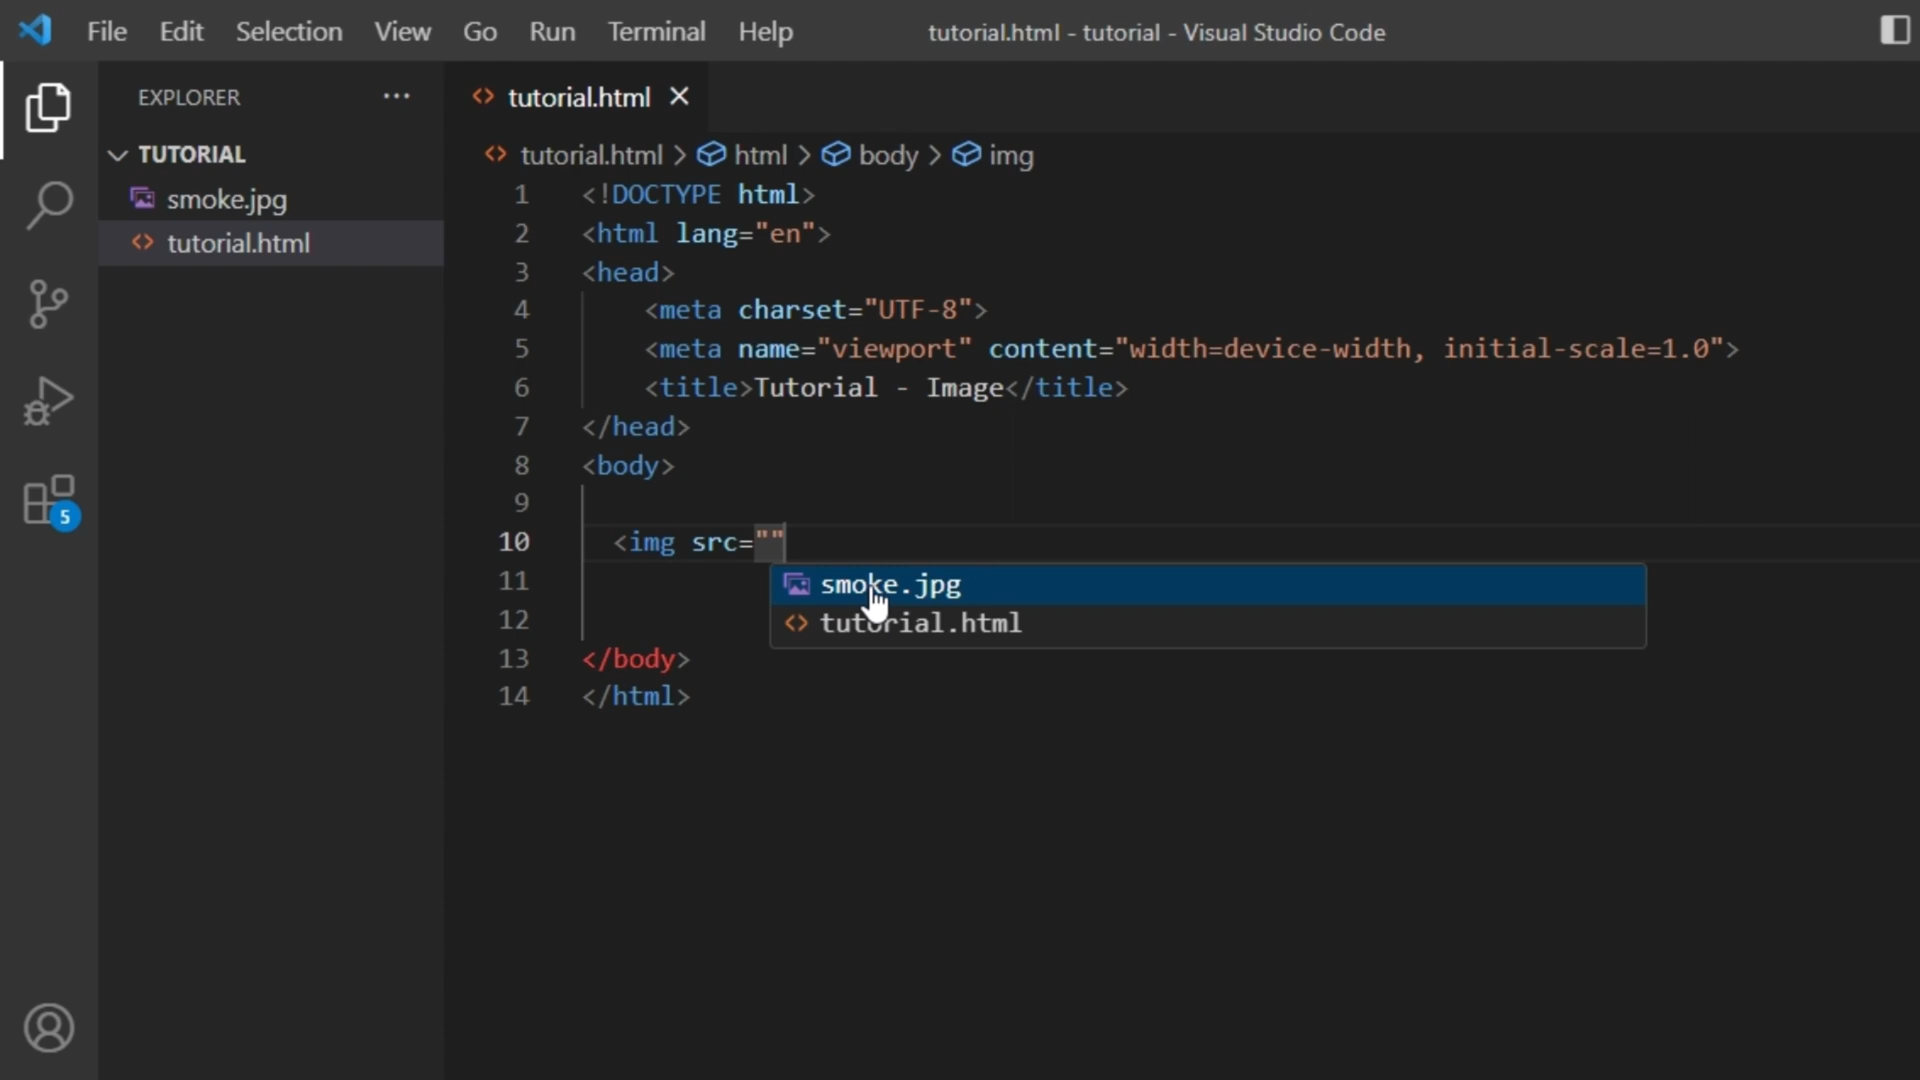 File Edit Selection View Go Run Terminal Help tutorial.html - tutorial - Visual Studio Code
EXPLORER ···
tutorial.html ×
TUTORIAL
smoke.jpg
tutorial.html
5
tutorial.html > html > body > img
1 <!DOCTYPE html>
2 <html lang="en">
3 <head>
4 <meta charset="UTF-8">
5 <meta name="viewport" content="width=device-width, initial-scale=1.0">
6 <title>Tutorial - Image</title>
7 </head>
8 <body>
9
10 <img src=""
smoke.jpg
tutorial.html
11
12
13 </body>
14 </html>